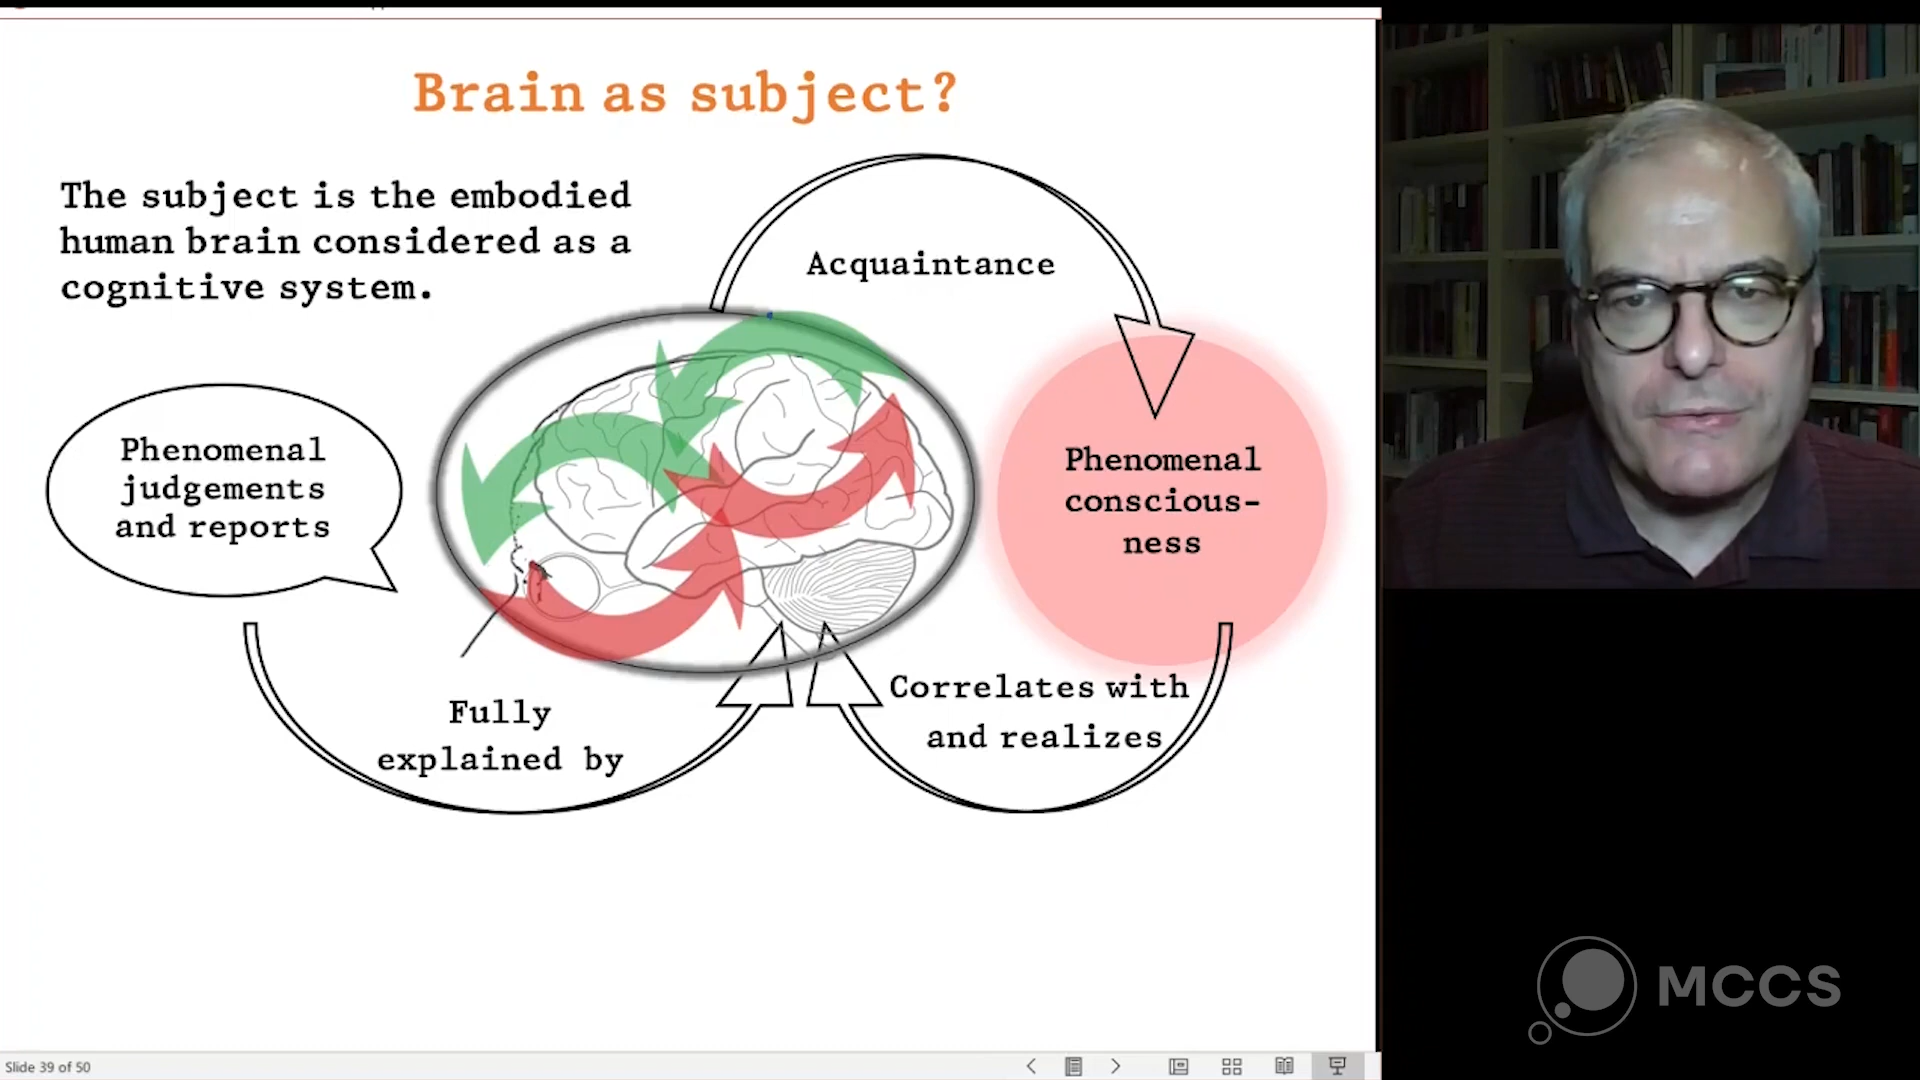 Brain as subject?
The subject is the embodied
human brain considered as a
cognitive system.
Acquaintance
Phenomenal
judgements
and reports
Phenomenal
conscious-
ness
Fully
explained by
Correlates with
and realizes
MCCS
Slide 39 of 50